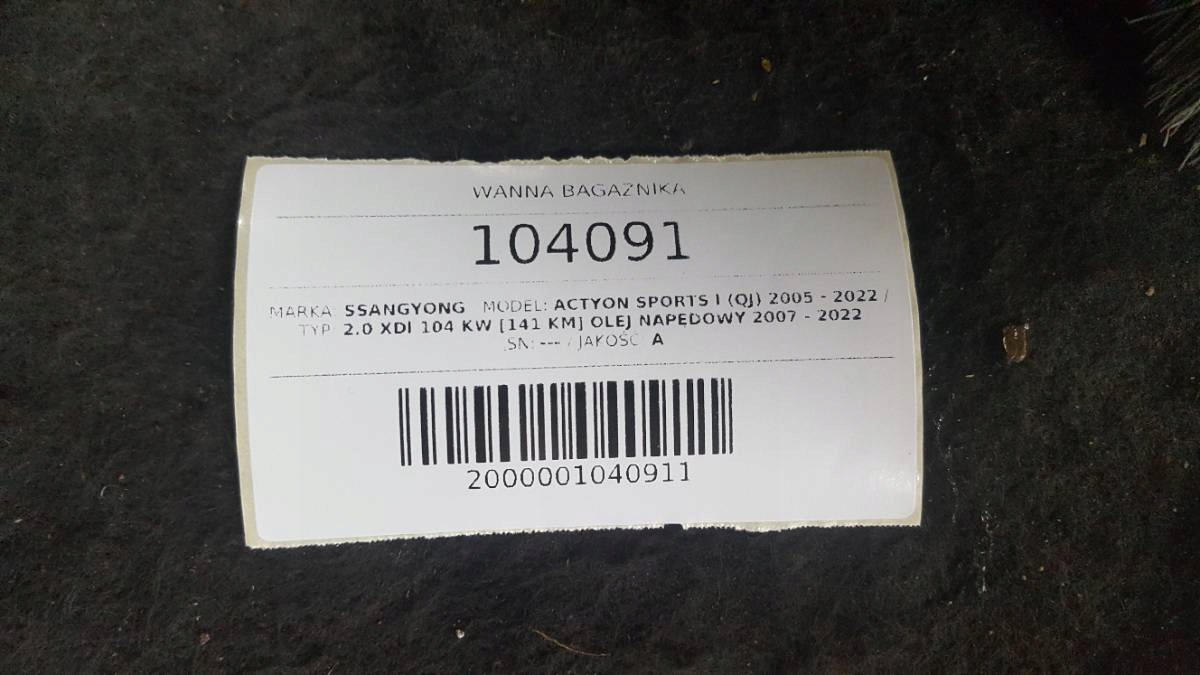 WANNA BAGAŻNIKA
104091
MARKA: SSANGYONG MODEL: ACTYON SPORTS I (QJ) 2005 - 2022 /
TYP: 2.0 XDI 104 KW [141 KM] OLEJ NAPĘDOWY 2007 - 2022
SN: --- / JAKOŚĆ: A
2000001040911